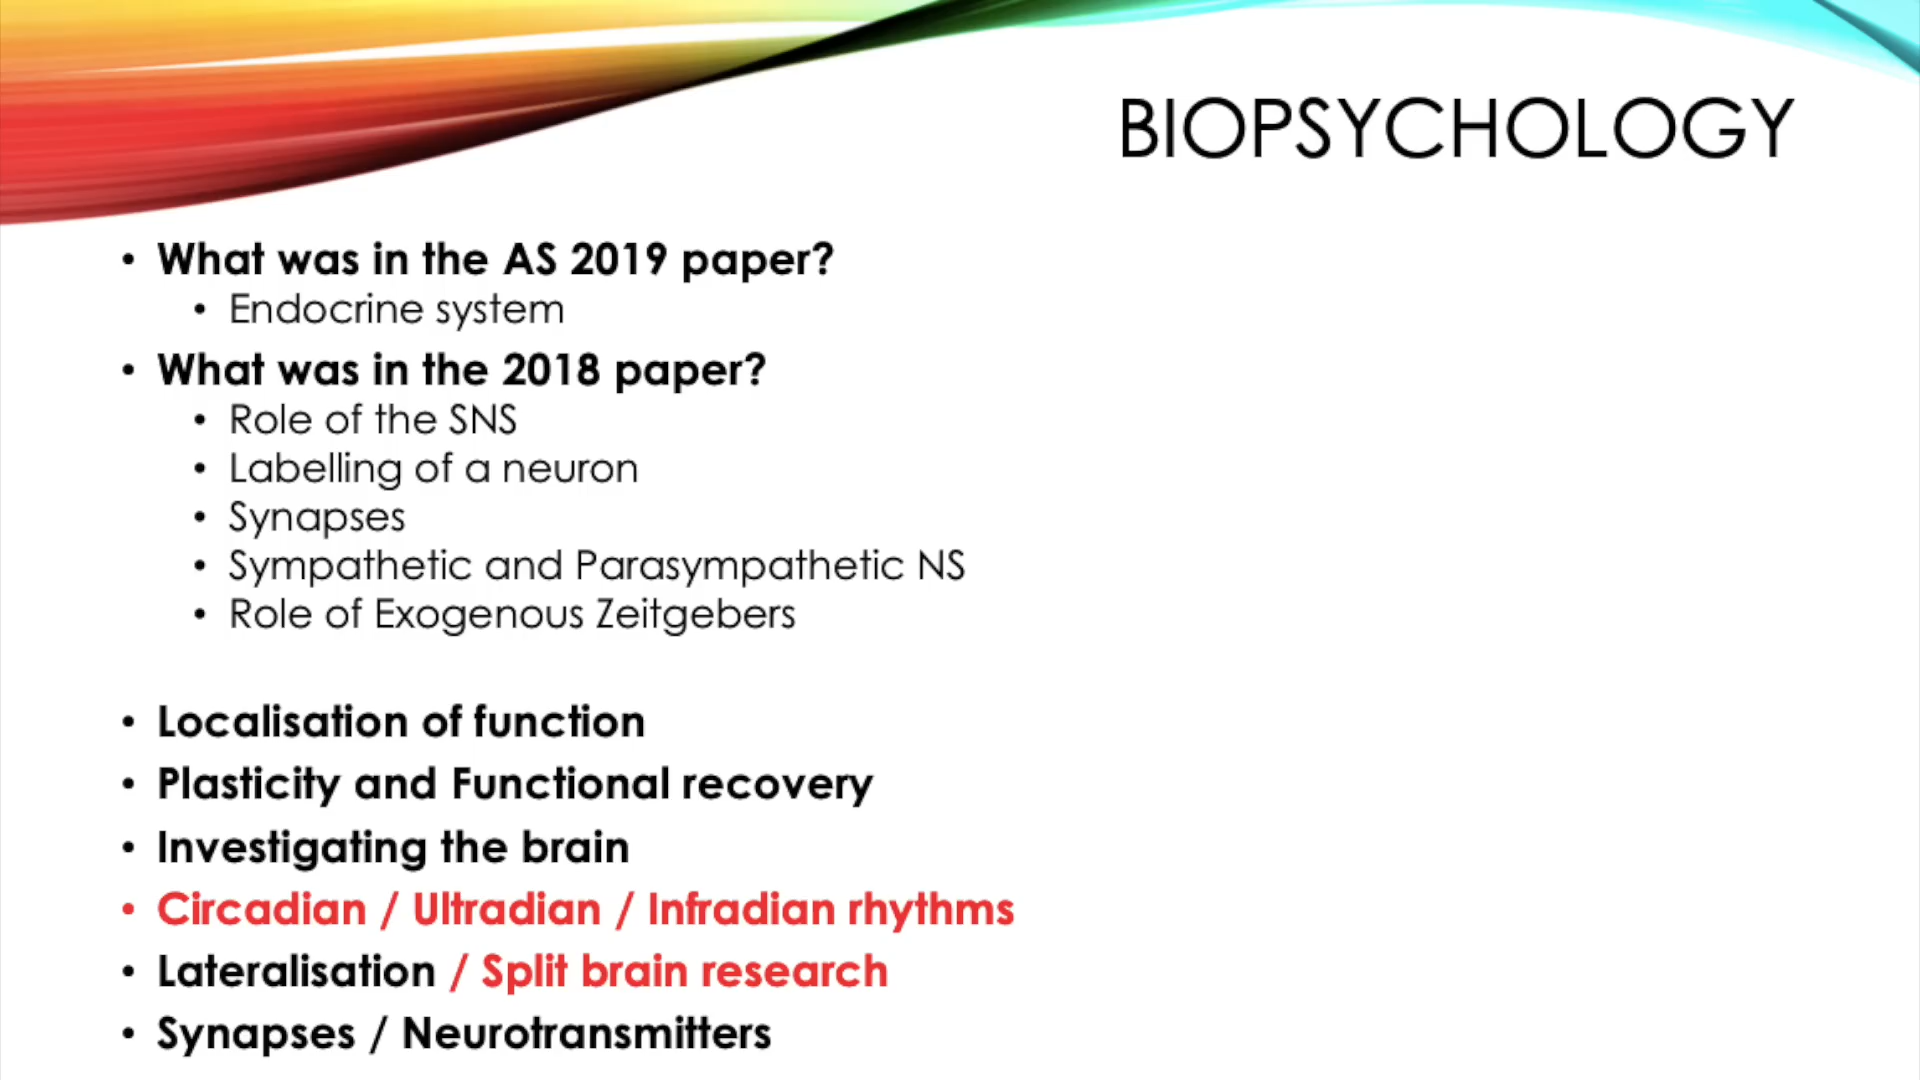 BIOPSYCHOLOGY
• What was in the AS 2019 paper?
• Endocrine system
• What was in the 2018 paper?
• Role of the SNS
• Labelling of a neuron
• Synapses
• Sympathetic and Parasympathetic NS
• Role of Exogenous Zeitgebers
• Localisation of function
• Plasticity and Functional recovery
• Investigating the brain
• Circadian / Ultradian / Infradian rhythms
• Lateralisation / Split brain research
• Synapses / Neurotransmitters